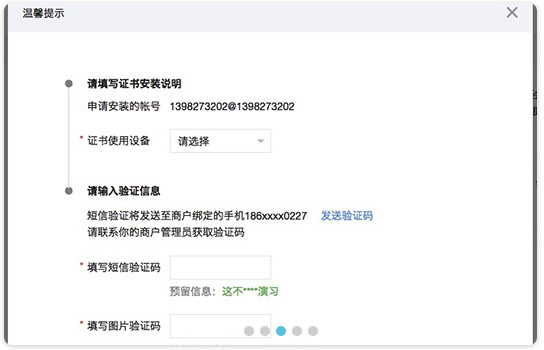 温馨提示
请填写证书安装说明
申请安装的帐号 1398273202@1398273202
* 证书使用设备 请选择
请输入验证信息
短信验证将发送至商户绑定的手机186xxxx0227 发送验证码
请联系你的商户管理员获取验证码
* 填写短信验证码
预留信息：这不****演习
* 填写图片验证码